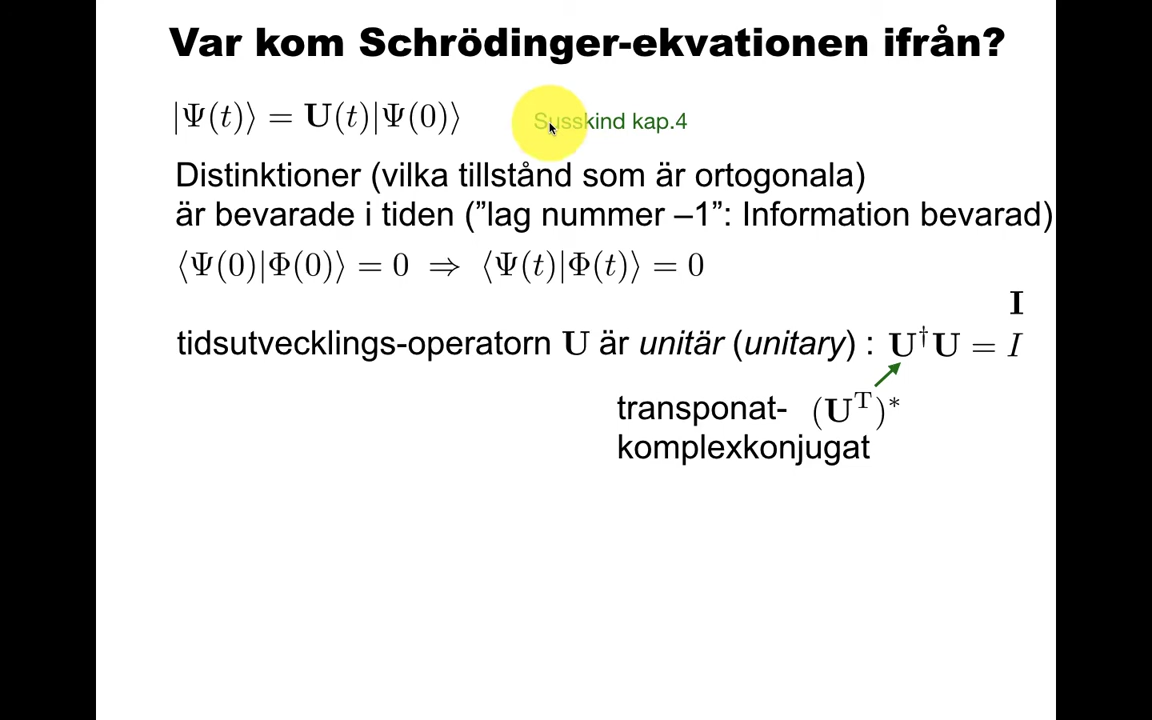 Var kom Schrödinger-ekvationen ifrån?
|Ψ(t)⟩ = U(t)|Ψ(0)⟩ Susskind kap.4
Distinktioner (vilka tillstånd som är ortogonala)
är bevarade i tiden (”lag nummer –1”: Information bevarad)
⟨Ψ(0)|Φ(0)⟩ = 0 ⇒ ⟨Ψ(t)|Φ(t)⟩ = 0
I
tidsutvecklings-operatorn U är unitär (unitary) : U†U = I
transponat- (Uᵀ)*
komplexkonjugat